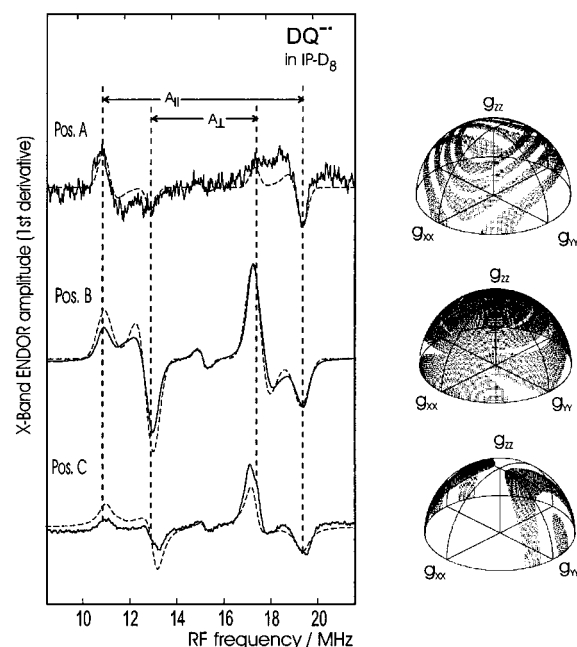 DQ⁻·
in IP-D₈
A||
A⊥
Pos. A
Pos. B
Pos. C
X-Band ENDOR amplitude (1st derivative)
10 12 14 16 18 20
RF frequency / MHz
gzz
gxx
gyy
gzz
gxx
gyy
gzz
gxx
gyy